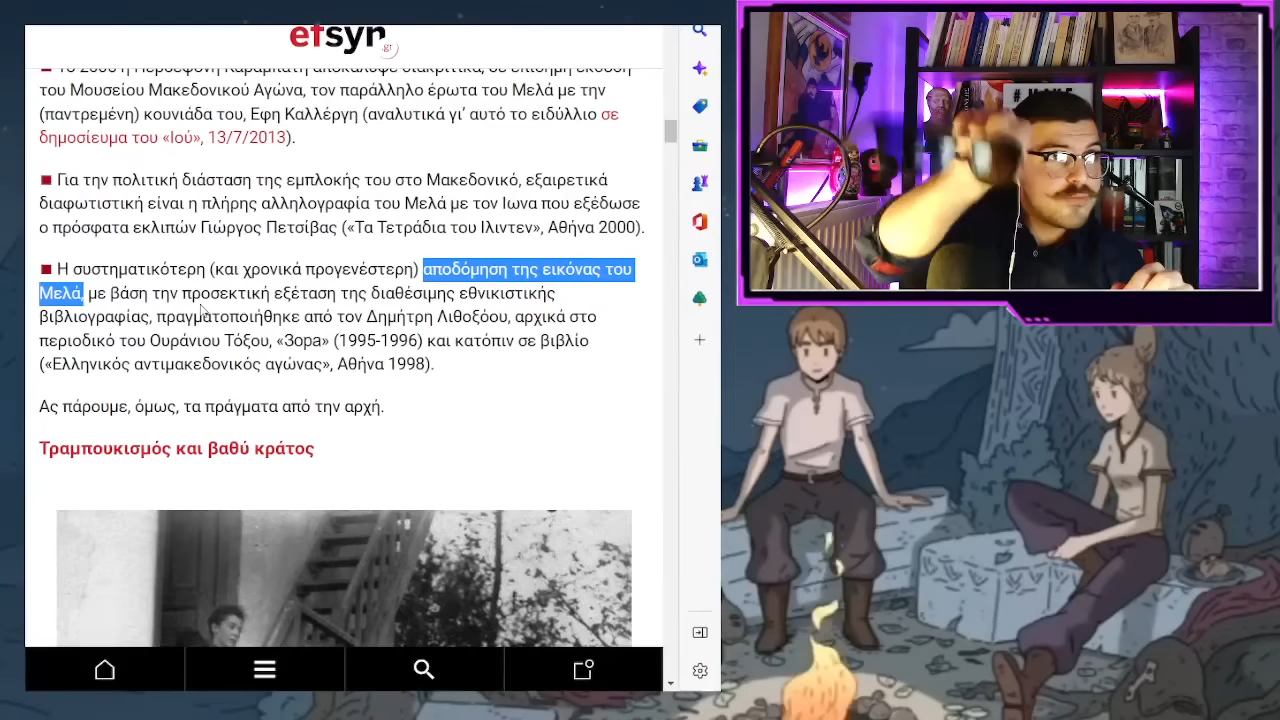 efsyn
.gr
του Μουσείου Μακεδονικού Αγώνα, τον παράλληλο έρωτα του Μελά με την
(παντρεμένη) κουνιάδα του, Εφη Καλλέργη (αναλυτικά γι' αυτό το ειδύλλιο σε
δημοσίευμα του «Ιού», 13/7/2013).
Για την πολιτική διάσταση της εμπλοκής του στο Μακεδονικό, εξαιρετικά
διαφωτιστική είναι η πλήρης αλληλογραφία του Μελά με τον Ιωνα που εξέδωσε
ο πρόσφατα εκλιπών Γιώργος Πετσίβας («Τα Τετράδια του Ιλιντεν», Αθήνα 2000).
Η συστηματικότερη (και χρονικά προγενέστερη) αποδόμηση της εικόνας του
Μελά, με βάση την προσεκτική εξέταση της διαθέσιμης εθνικιστικής
βιβλιογραφίας, πραγματοποιήθηκε από τον Δημήτρη Λιθοξόου, αρχικά στο
περιοδικό του Ουράνιου Τόξου, «Зора» (1995-1996) και κατόπιν σε βιβλίο
(«Ελληνικός αντιμακεδονικός αγώνας», Αθήνα 1998).
Ας πάρουμε, όμως, τα πράγματα από την αρχή.
Τραμπουκισμός και βαθύ κράτος